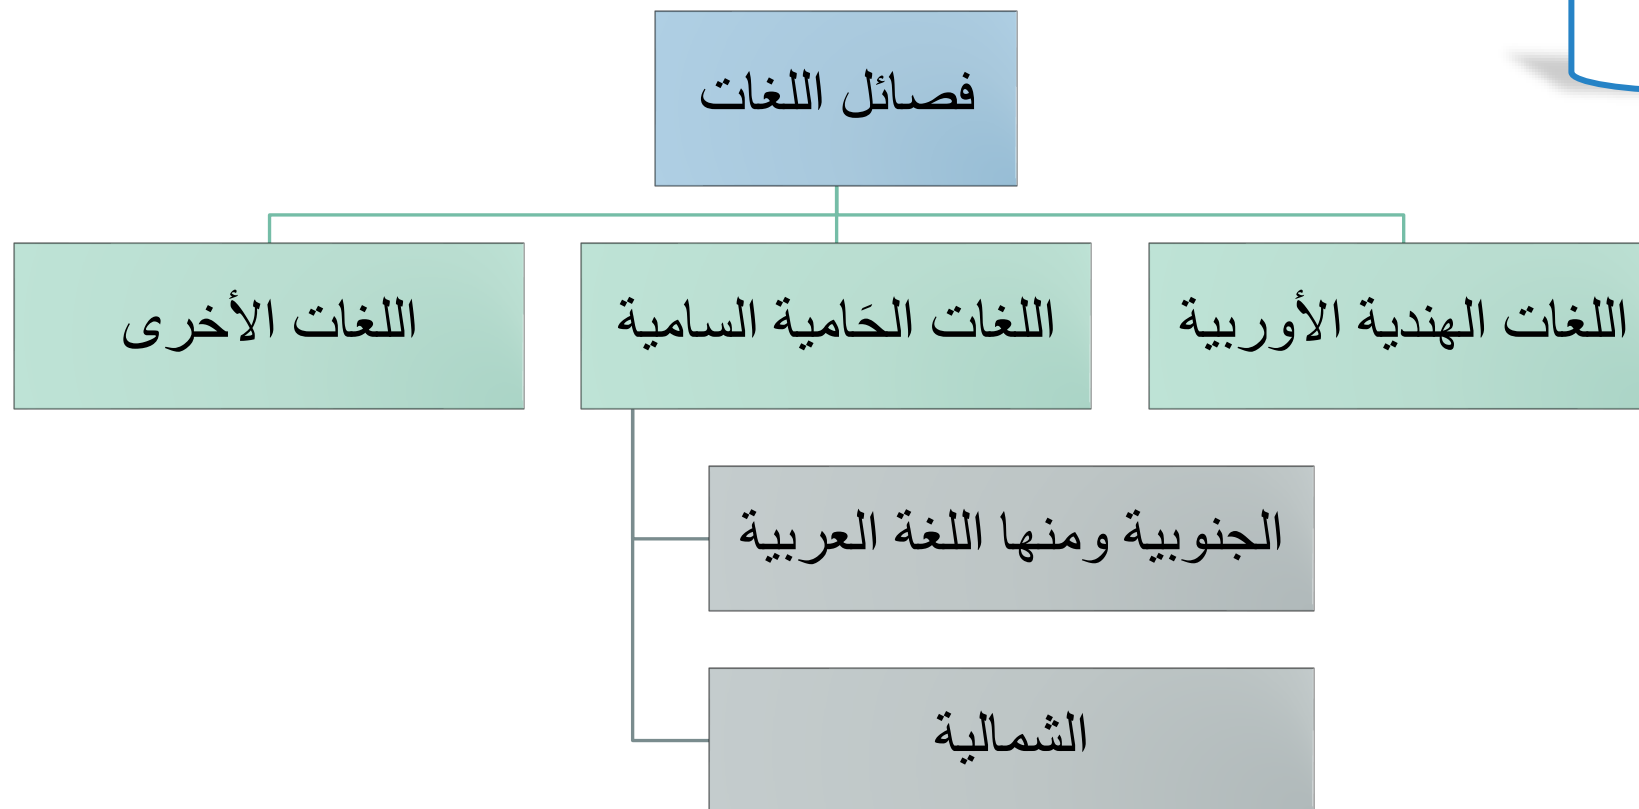 فصائل اللغات
اللغات الهندية الأوربية
اللغات الحَامية السامية
اللغات الأخرى
الجنوبية ومنها اللغة العربية
الشمالية